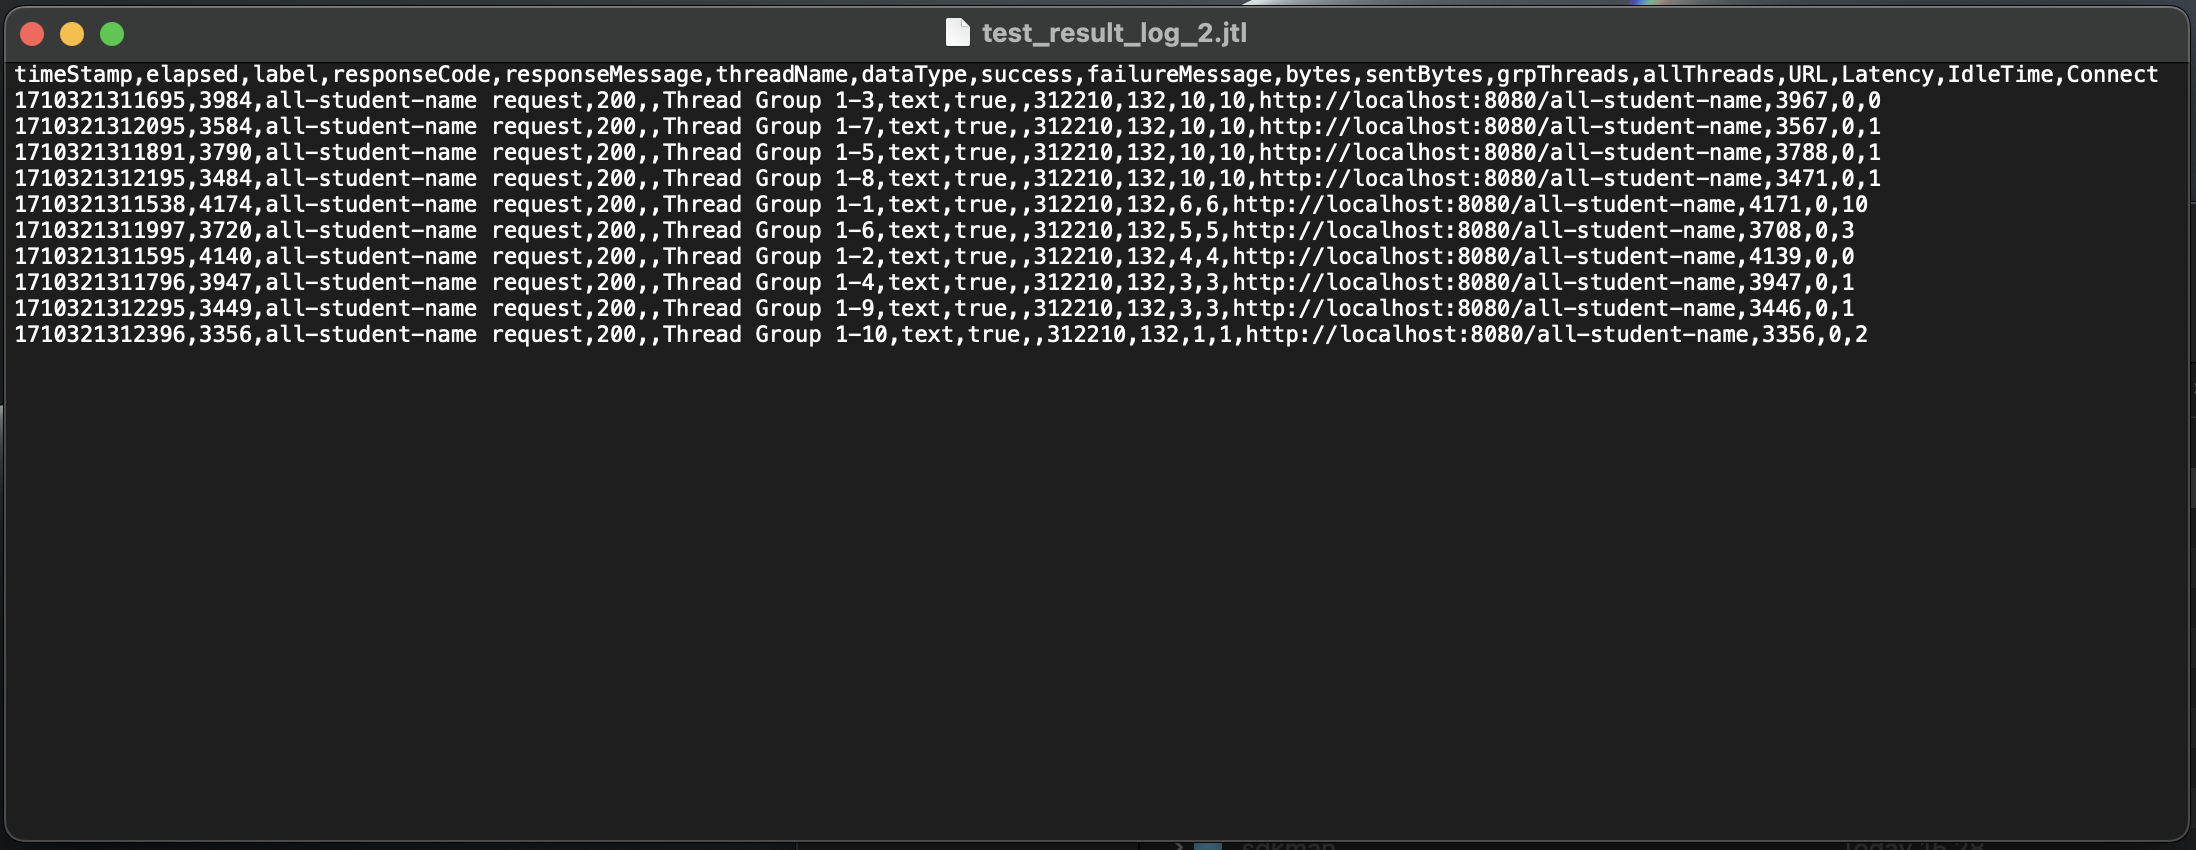 test_result_log_2.jtl
timeStamp,elapsed,label,responseCode,responseMessage,threadName,dataType,success,failureMessage,bytes,sentBytes,grpThreads,allThreads,URL,Latency,IdleTime,Connect
1710321311695,3984,all-student-name request,200,,Thread Group 1-3,text,true,,312210,132,10,10,http://localhost:8080/all-student-name,3967,0,0
1710321312095,3584,all-student-name request,200,,Thread Group 1-7,text,true,,312210,132,10,10,http://localhost:8080/all-student-name,3567,0,1
1710321311891,3790,all-student-name request,200,,Thread Group 1-5,text,true,,312210,132,10,10,http://localhost:8080/all-student-name,3788,0,1
1710321312195,3484,all-student-name request,200,,Thread Group 1-8,text,true,,312210,132,10,10,http://localhost:8080/all-student-name,3471,0,1
1710321311538,4174,all-student-name request,200,,Thread Group 1-1,text,true,,312210,132,6,6,http://localhost:8080/all-student-name,4171,0,10
1710321311997,3720,all-student-name request,200,,Thread Group 1-6,text,true,,312210,132,5,5,http://localhost:8080/all-student-name,3708,0,3
1710321311595,4140,all-student-name request,200,,Thread Group 1-2,text,true,,312210,132,4,4,http://localhost:8080/all-student-name,4139,0,0
1710321311796,3947,all-student-name request,200,,Thread Group 1-4,text,true,,312210,132,3,3,http://localhost:8080/all-student-name,3947,0,1
1710321312295,3449,all-student-name request,200,,Thread Group 1-9,text,true,,312210,132,3,3,http://localhost:8080/all-student-name,3446,0,1
1710321312396,3356,all-student-name request,200,,Thread Group 1-10,text,true,,312210,132,1,1,http://localhost:8080/all-student-name,3356,0,2